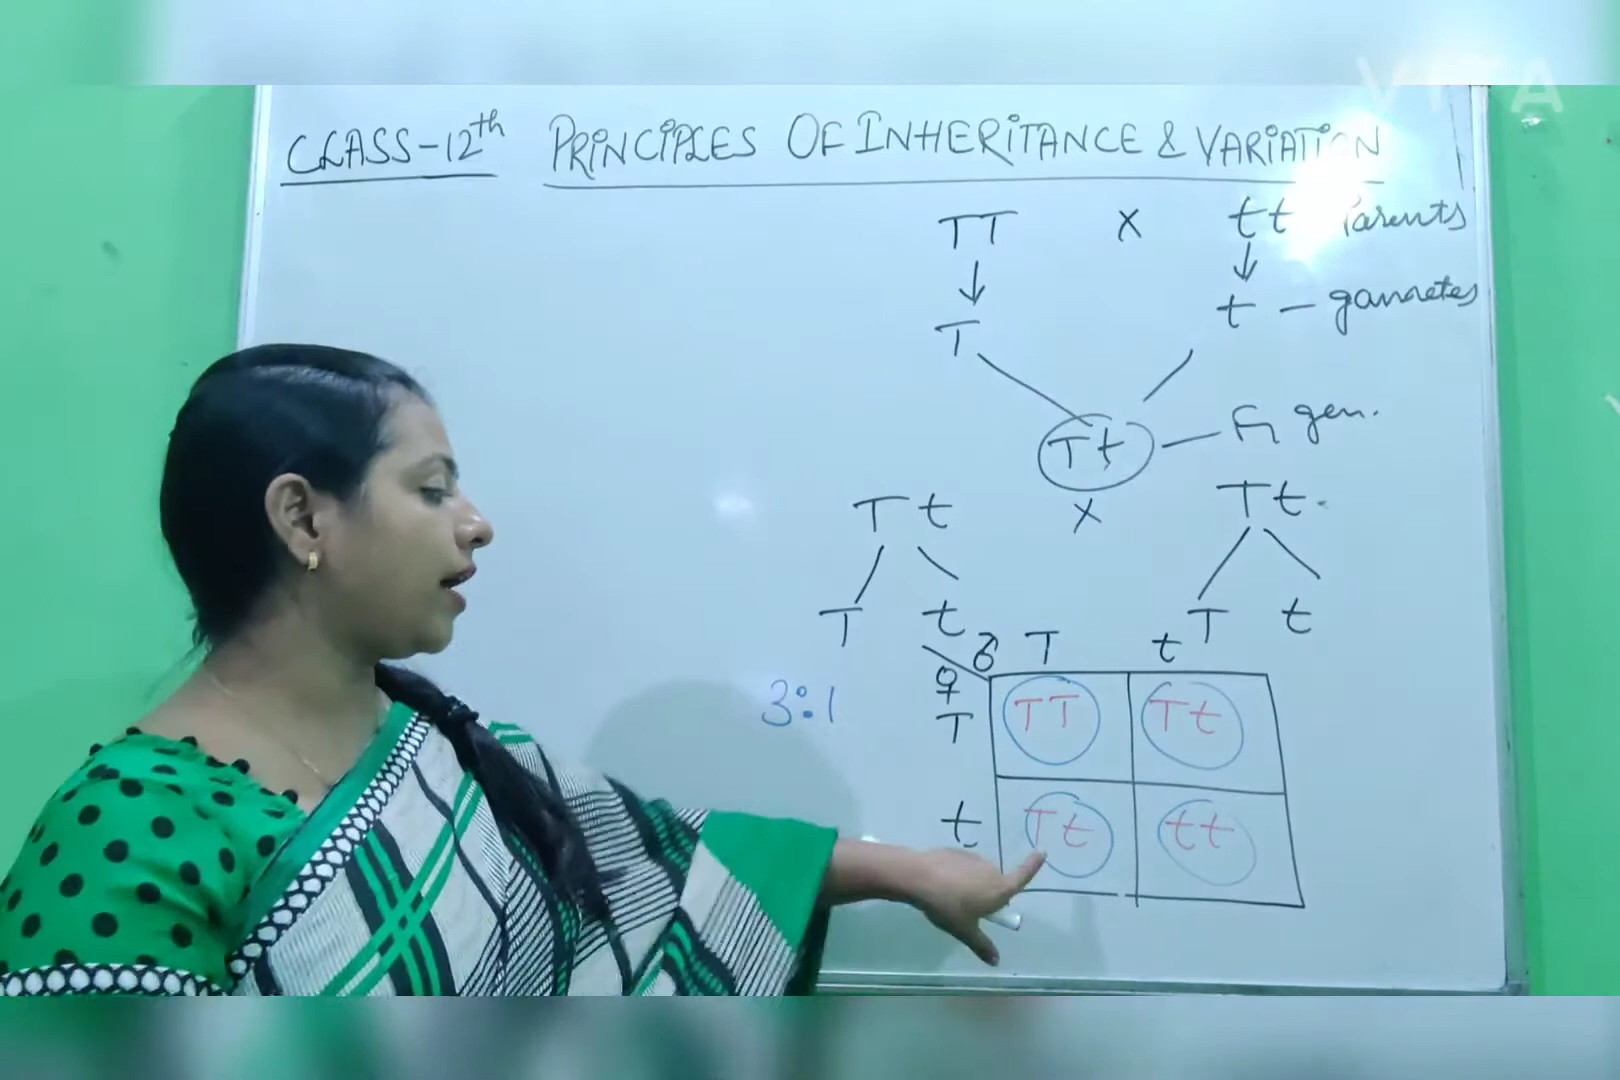 CLASS-12th PRINCIPLES OF INHERITANCE & VARIATION
TT X tt Parents
T t - gametes
Tt - F1 gen.
Tt X Tt
T t T t
♂ T t
♀
3:1
T TT Tt
t Tt tt